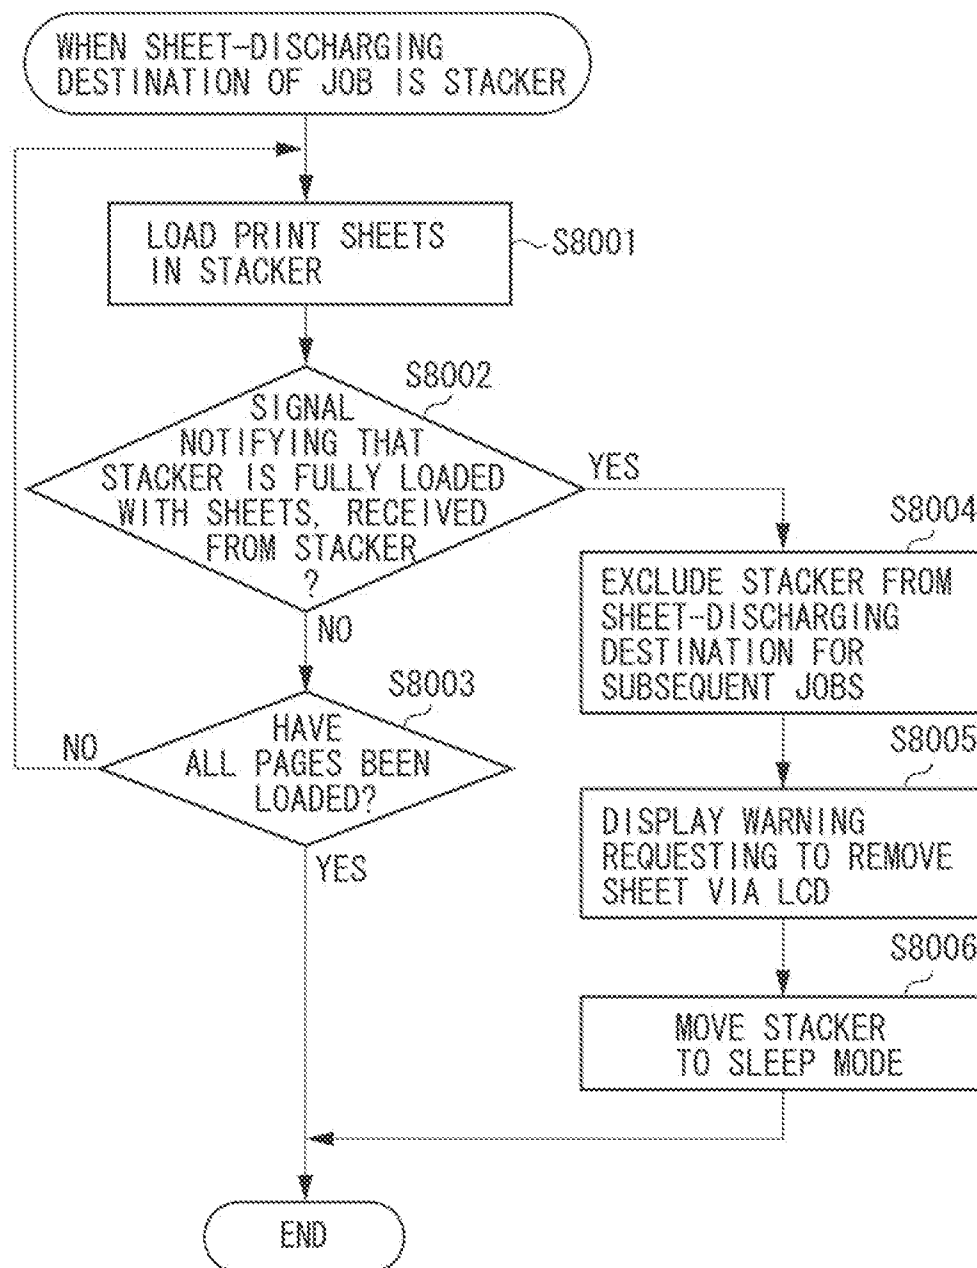 WHEN SHEET-DISCHARGING
DESTINATION OF JOB IS STACKER
LOAD PRINT SHEETS
IN STACKER
S8001
S8002
SIGNAL
NOTIFYING THAT
STACKER IS FULLY LOADED
WITH SHEETS, RECEIVED
FROM STACKER
?
YES
NO
S8003
HAVE
ALL PAGES BEEN
LOADED?
NO
YES
S8004
EXCLUDE STACKER FROM
SHEET-DISCHARGING
DESTINATION FOR
SUBSEQUENT JOBS
S8005
DISPLAY WARNING
REQUESTING TO REMOVE
SHEET VIA LCD
S8006
MOVE STACKER
TO SLEEP MODE
END